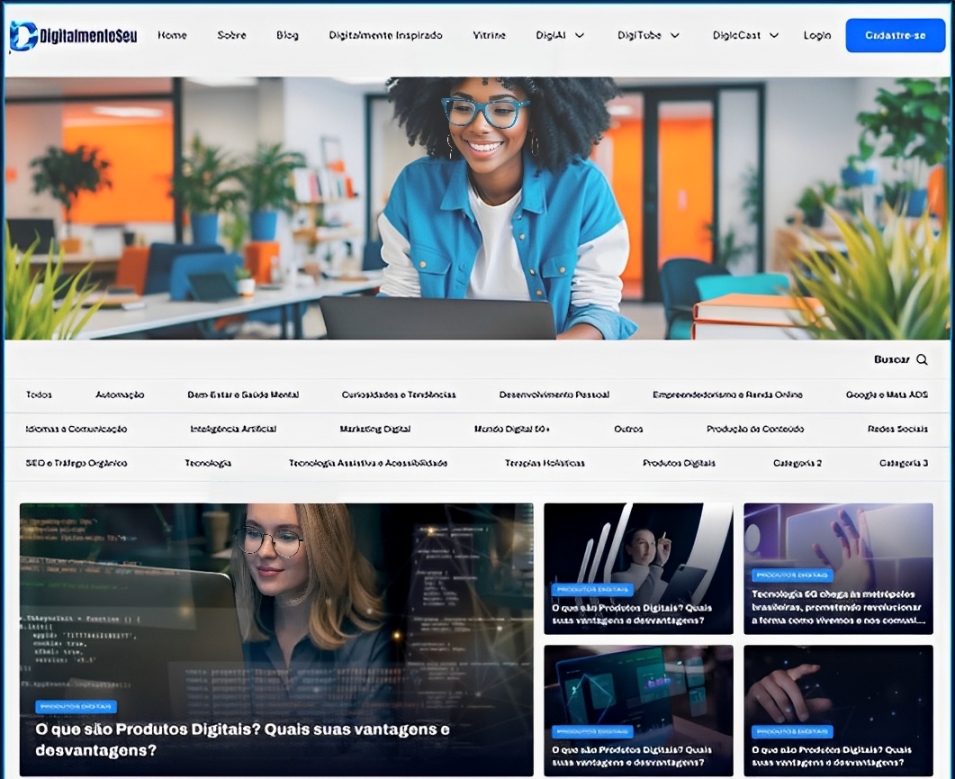 DigitalmenteSeu
Home Sobre Blog Digitalmente Inspirado Vitrine DigiAI DigiTube DigicCast Login Cadastre-se
Buscar
Todos Automação Bem-Estar e Saúde Mental Curiosidades e Tendências Desenvolvimento Pessoal Empreendedorismo e Renda Online Google e Meta ADS
Idiomas e Comunicação Inteligência Artificial Marketing Digital Mundo Digital 60+ Outros Produção de Conteúdo Redes Sociais
SEO e Tráfego Orgânico Tecnologia Tecnologia Assistiva e Acessibilidade Terapias Holísticas Produtos Digitais Categoria 2 Categoria 3
PRODUTOS DIGITAIS
O que são Produtos Digitais? Quais suas vantagens e
desvantagens?
PRODUTOS DIGITAIS
O que são Produtos Digitais? Quais
suas vantagens e desvantagens?
PRODUTOS DIGITAIS
Tecnologia 6G chega às metrópoles
brasileiras, prometendo revolucionar
a forma como vivemos e nos comuni...
PRODUTOS DIGITAIS
O que são Produtos Digitais? Quais
suas vantagens e desvantagens?
PRODUTOS DIGITAIS
O que são Produtos Digitais? Quais
suas vantagens e desvantagens?